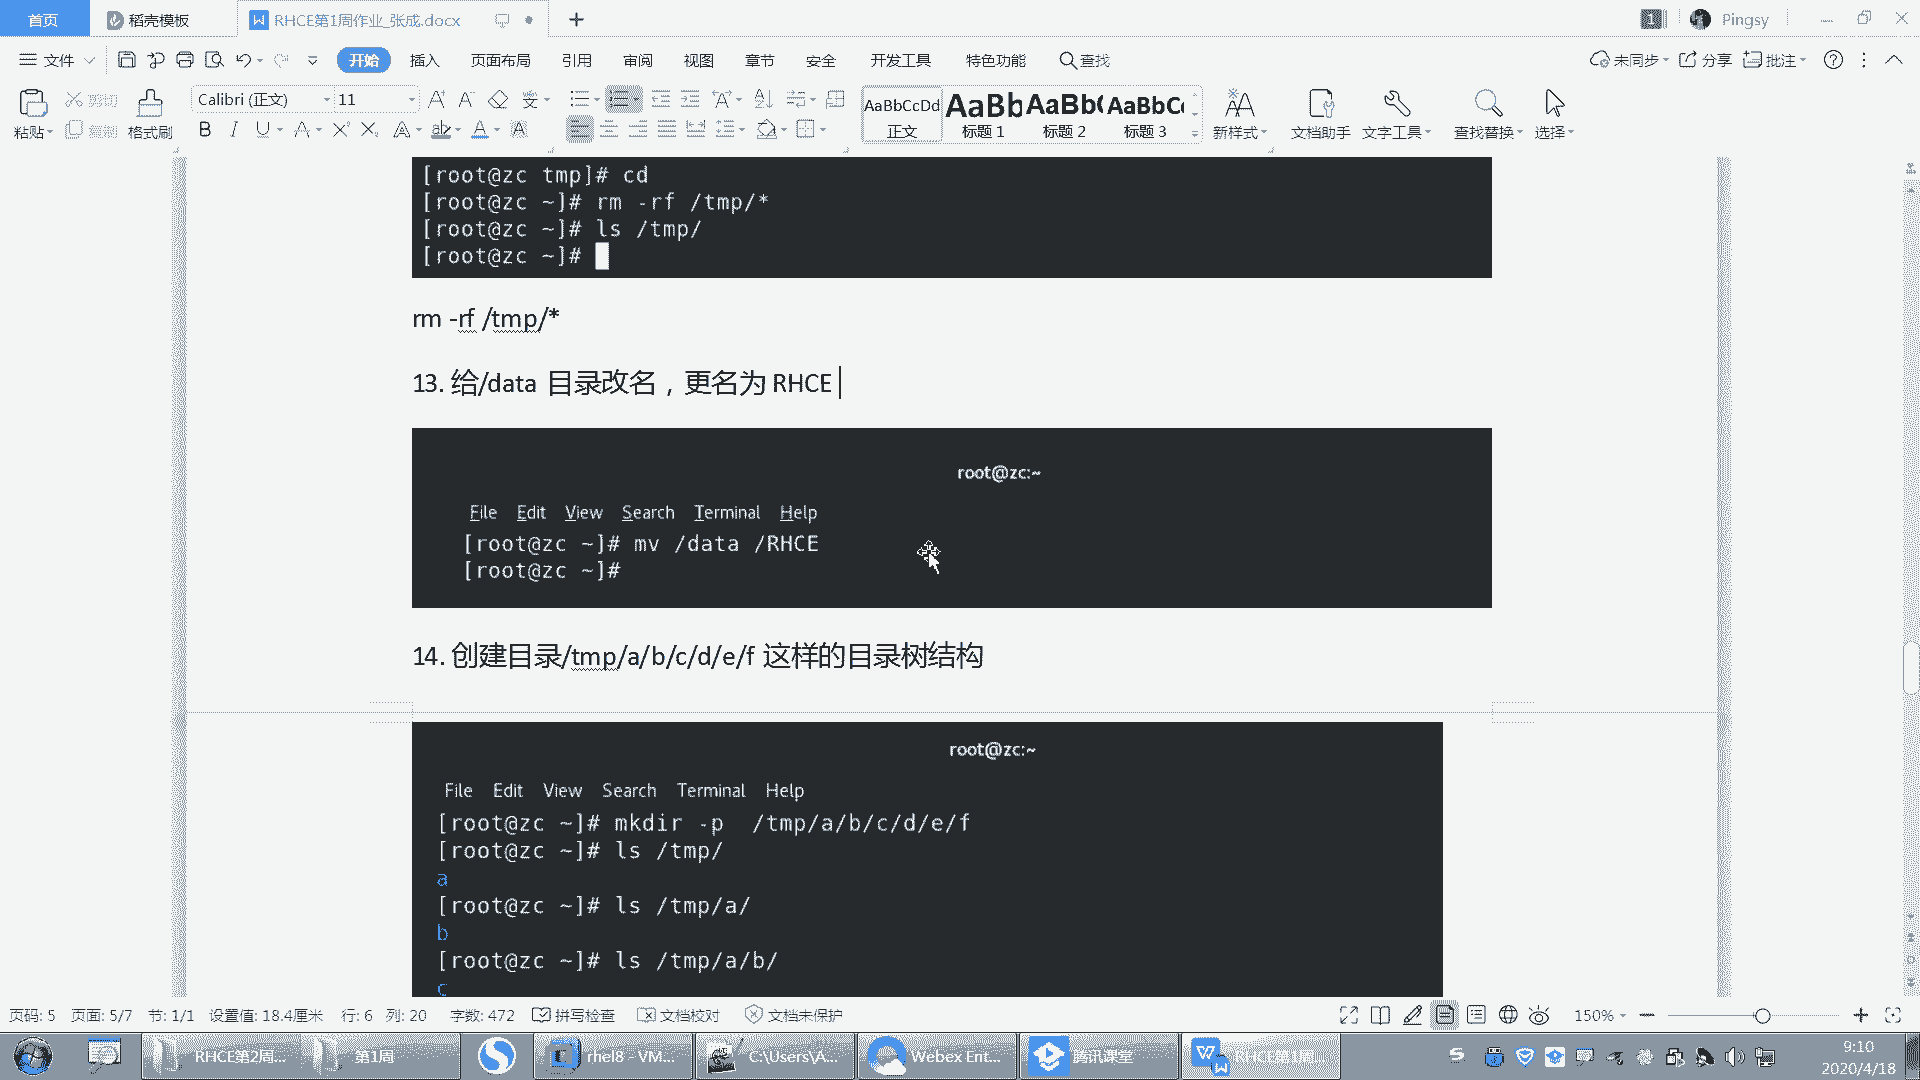 首页
稻壳模板
RHCE第1周作业_张成.docx
1
Pingsy
文件
开始
插入
页面布局
引用
审阅
视图
章节
安全
开发工具
特色功能
查找
未同步
分享
批注
粘贴
剪切
复制
格式刷
Calibri (正文)
11
AaBbCcDd
正文
AaBb
标题 1
AaBb(
标题 2
AaBbC
标题 3
新样式
文档助手
文字工具
查找替换
选择
[root@zc tmp]# cd
[root@zc ~]# rm -rf /tmp/*
[root@zc ~]# ls /tmp/
[root@zc ~]#
rm -rf /tmp/*
13. 给/data 目录改名，更名为 RHCE
root@zc:~
File Edit View Search Terminal Help
[root@zc ~]# mv /data /RHCE
[root@zc ~]#
14. 创建目录/tmp/a/b/c/d/e/f 这样的目录树结构
root@zc:~
File Edit View Search Terminal Help
[root@zc ~]# mkdir -p  /tmp/a/b/c/d/e/f
[root@zc ~]# ls /tmp/
a
[root@zc ~]# ls /tmp/a/
b
[root@zc ~]# ls /tmp/a/b/
c
页码: 5 页面: 5/7 节: 1/1 设置值: 18.4厘米 行: 6 列: 20 字数: 472 拼写检查 文档校对 文档未保护
150%
RHCE第2周...
第1周
rhel8 - VM...
C:\Users\A...
Webex Ent...
腾讯课堂
RHCE第1周...
9:10
2020/4/18